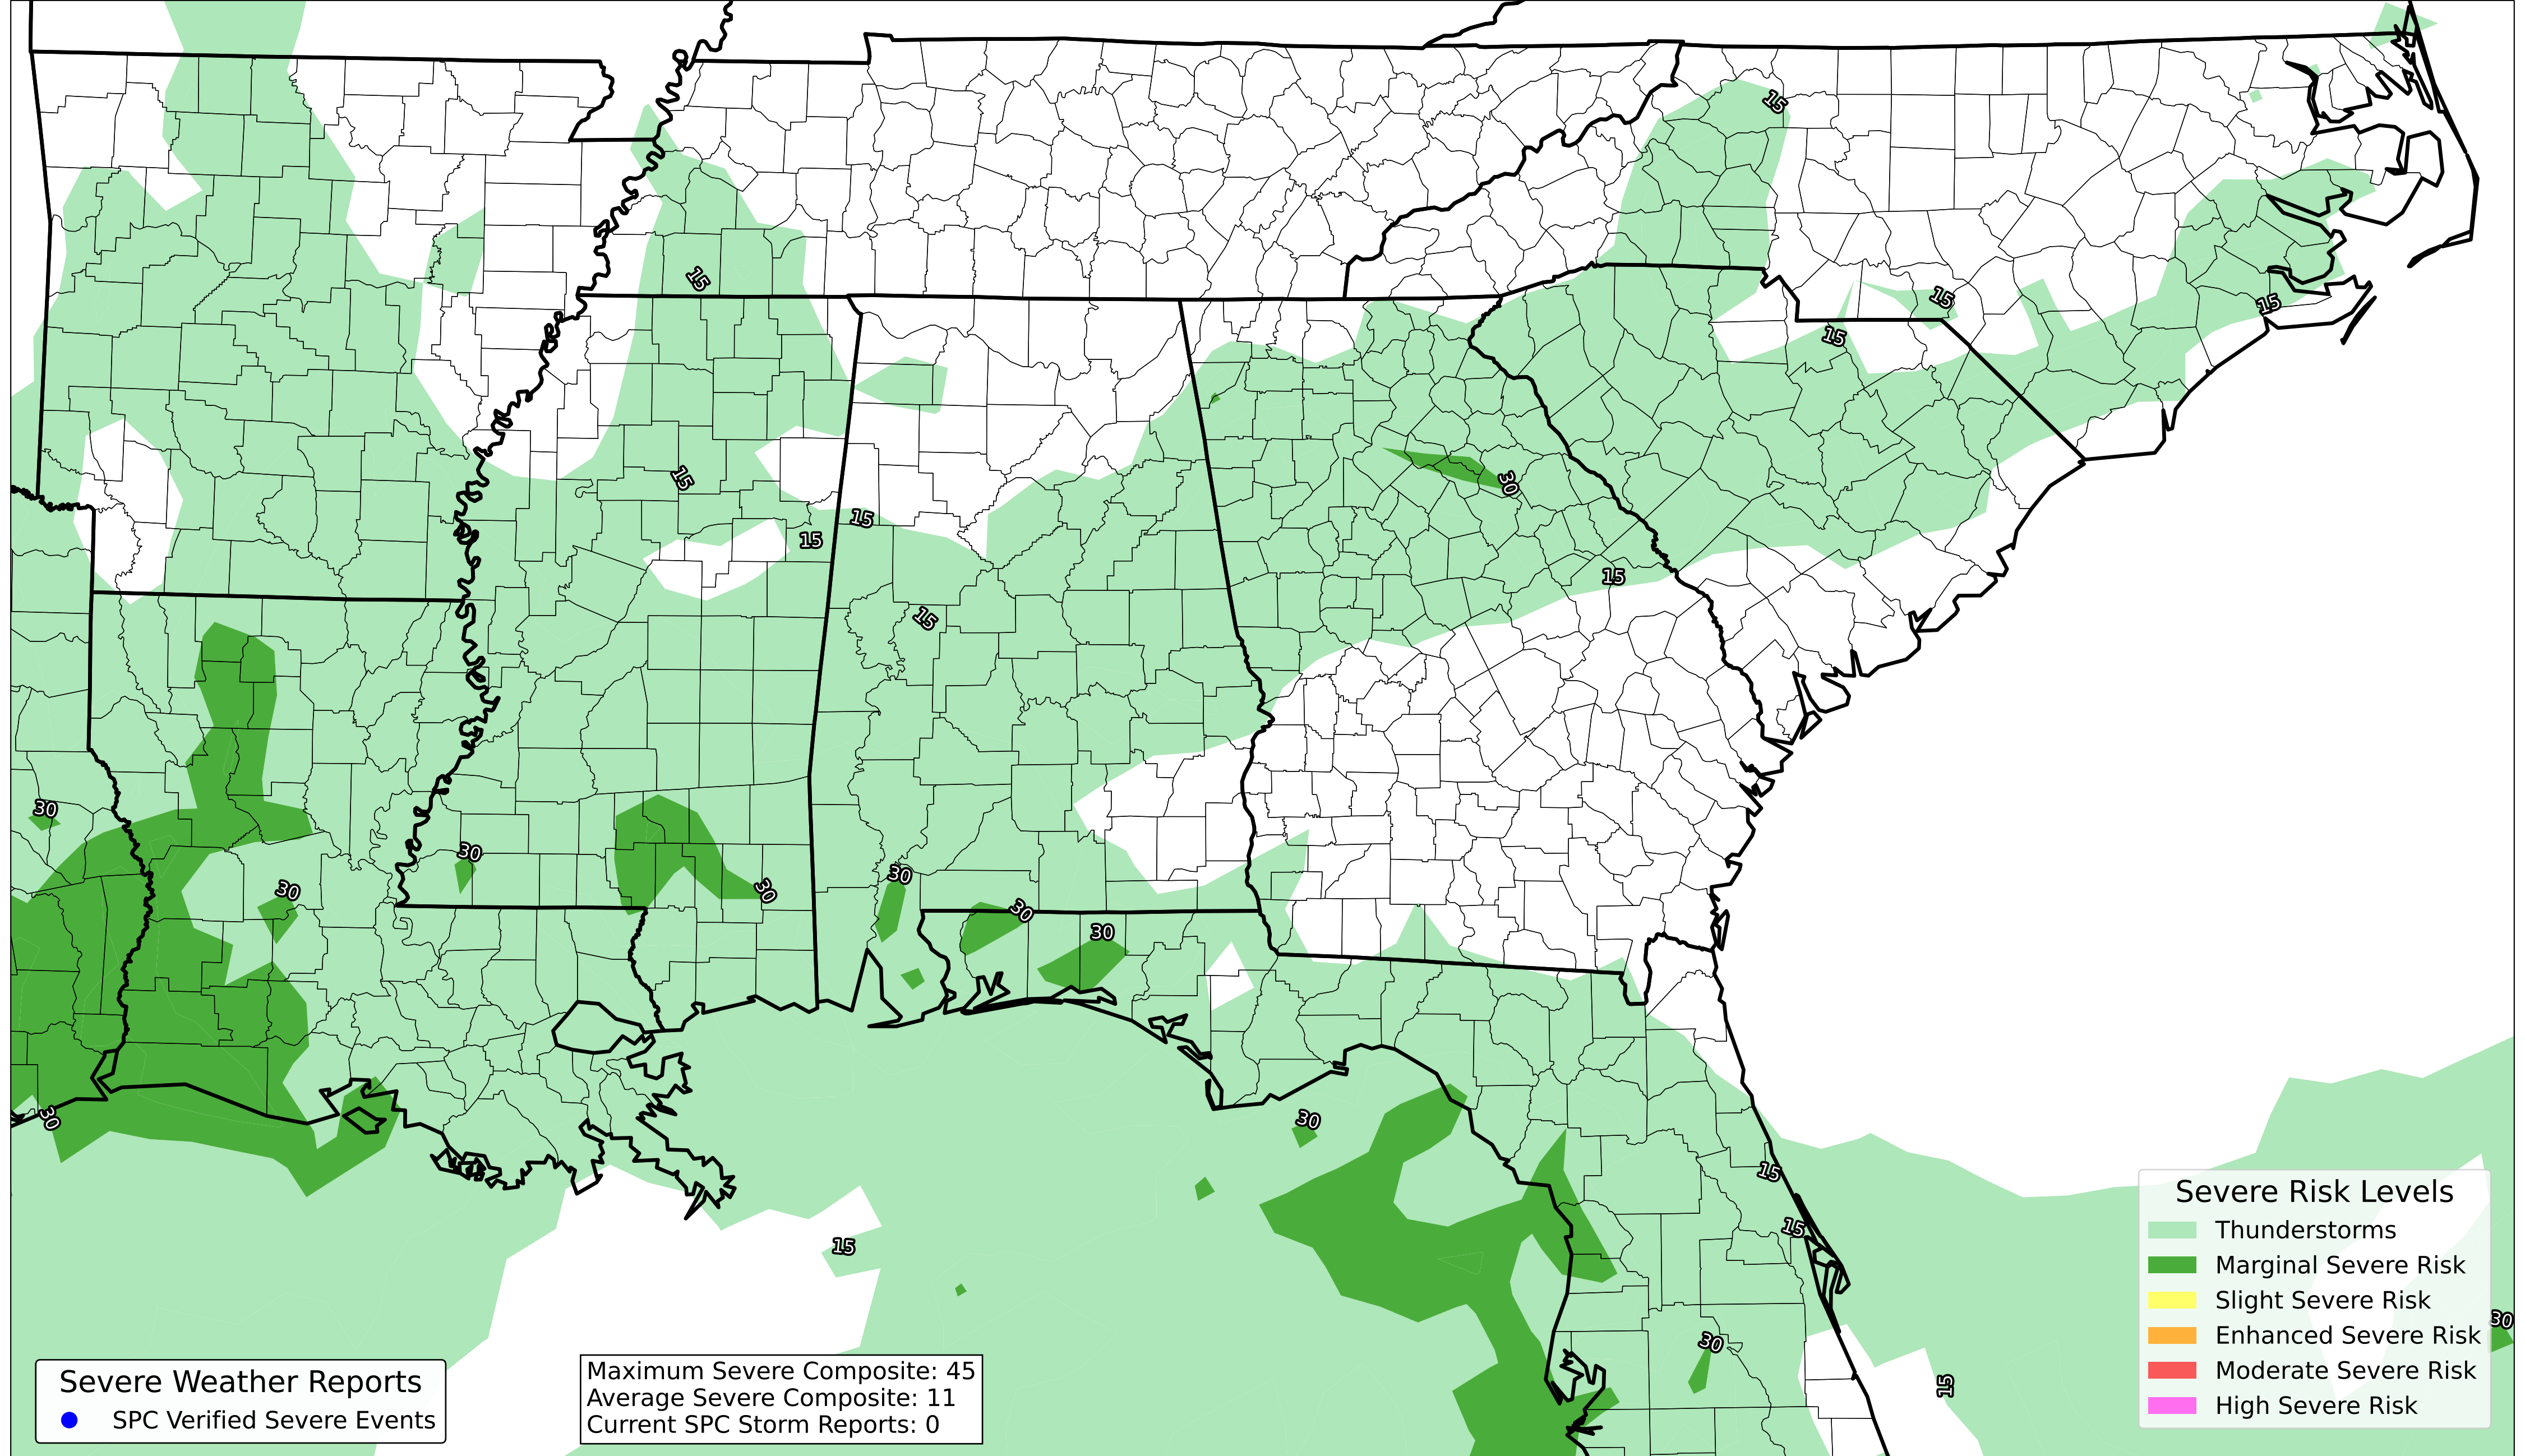 15
15
15
15
15
15
30
15
15
15
15
15
30
30
30
30
30
30
30
30
30
15
15
15
30
30
15
Severe Risk Levels
Thunderstorms
Marginal Severe Risk
Slight Severe Risk
Enhanced Severe Risk
Moderate Severe Risk
High Severe Risk
Severe Weather Reports
SPC Verified Severe Events
Maximum Severe Composite: 45
Average Severe Composite: 11
Current SPC Storm Reports: 0